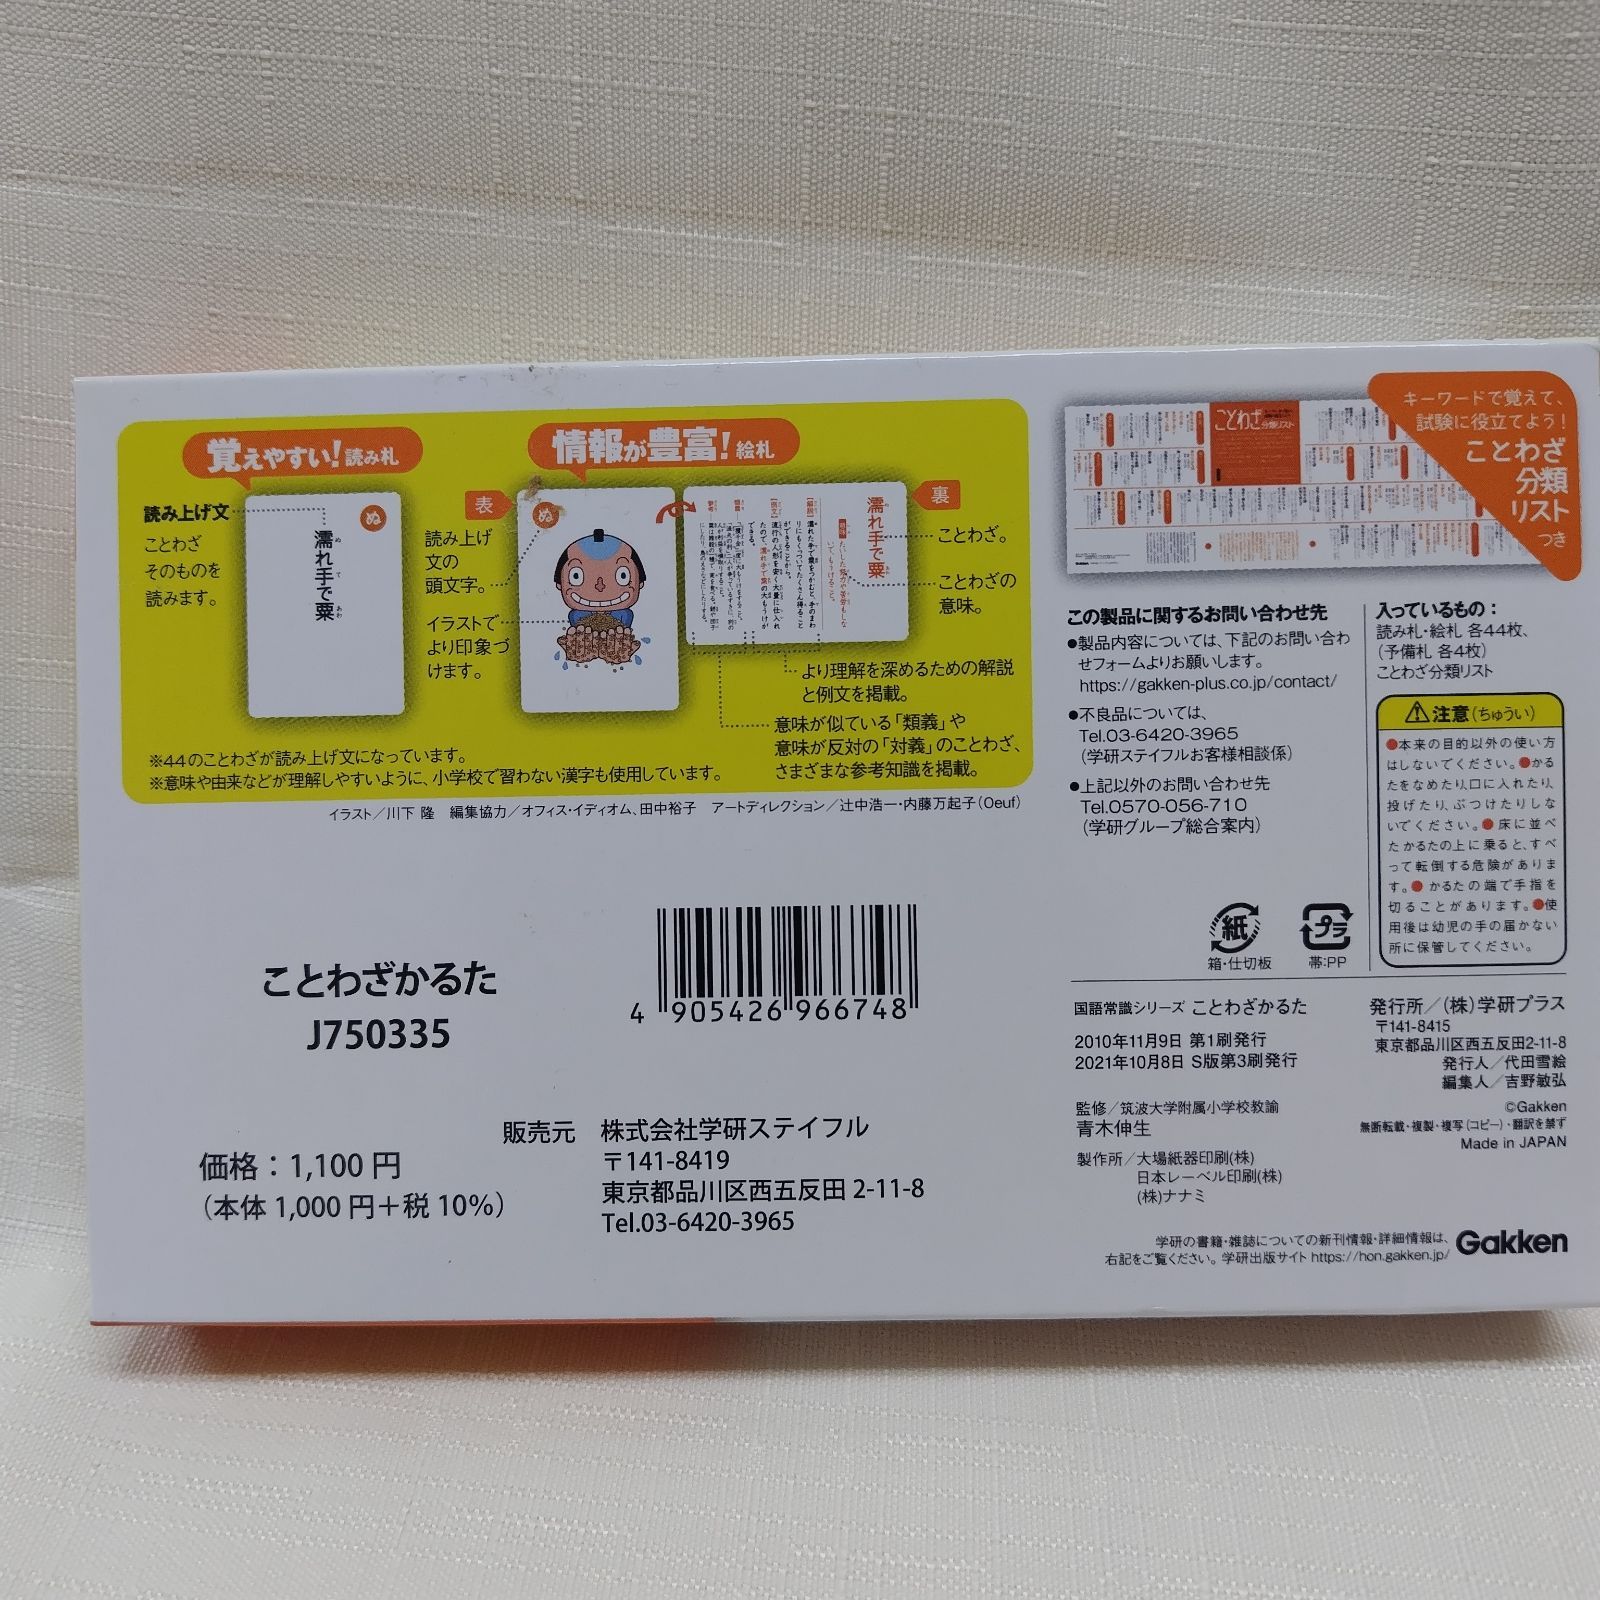 覚えやすい!読み札
読み上げ文
ことわざ
そのものを
読みます。
ぬ
濡れ手で粟
ぬ
て
あわ
情報が豊富!絵札
表
読み上げ
文の
頭文字。
イラストで
より印象づ
けます。
ぬ
裏
濡れ手で粟
ことわざ。
ことわざの
意味。
より理解を深めるための解説
と例文を掲載。
意味が似ている「類義」や
意味が反対の「対義」のことわざ、
さまざまな参考知識を掲載。
※44のことわざが読み上げ文になっています。
※意味や由来などが理解しやすいように、小学校で習わない漢字も使用しています。
イラスト/川下 隆 編集協力/オフィス・イディオム、田中裕子 アートディレクション/辻中浩一・内藤万起子(Oeuf)
ことわざ
分類リスト
キーワードで覚えて、
試験に役立てよう!
ことわざ
分類
リスト
つき
この製品に関するお問い合わせ先
●製品内容については、下記のお問い合わ
せフォームよりお願いします。
https://gakken-plus.co.jp/contact/
●不良品については、
Tel.03-6420-3965
(学研ステイフルお客様相談係)
●上記以外のお問い合わせ先
Tel.0570-056-710
(学研グループ総合案内)
入っているもの:
読み札・絵札 各44枚、
(予備札 各4枚)
ことわざ分類リスト
注意(ちゅうい)
●本来の目的以外の使い方
はしないでください。●かる
たをなめたり、口に入れたり、
投げたり、ぶつけたりしな
いでください。●床に並べ
たかるたの上に乗ると、すべ
って転倒する危険がありま
す。●かるたの端で手指を
切ることがあります。●使
用後は幼児の手の届かない
所に保管してください。
紙
箱・仕切板
プラ
帯:PP
ことわざかるた
J750335
4 905426 966748
価格:1,100円
(本体1,000円+税10%)
販売元 株式会社学研ステイフル
〒141-8419
東京都品川区西五反田2-11-8
Tel.03-6420-3965
国語常識シリーズ ことわざかるた
2010年11月9日 第1刷発行
2021年10月8日 S版第3刷発行
監修/筑波大学附属小学校教諭
青木伸生
製作所/大場紙器印刷(株)
日本レーベル印刷(株)
(株)ナナミ
発行所/(株)学研プラス
〒141-8415
東京都品川区西五反田2-11-8
発行人/代田雪絵
編集人/吉野敏弘
©Gakken
無断転載・複製・複写(コピー)・翻訳を禁ず
Made in JAPAN
学研の書籍・雑誌についての新刊情報・詳細情報は、
右記をご覧ください。学研出版サイト https://hon.gakken.jp/
Gakken